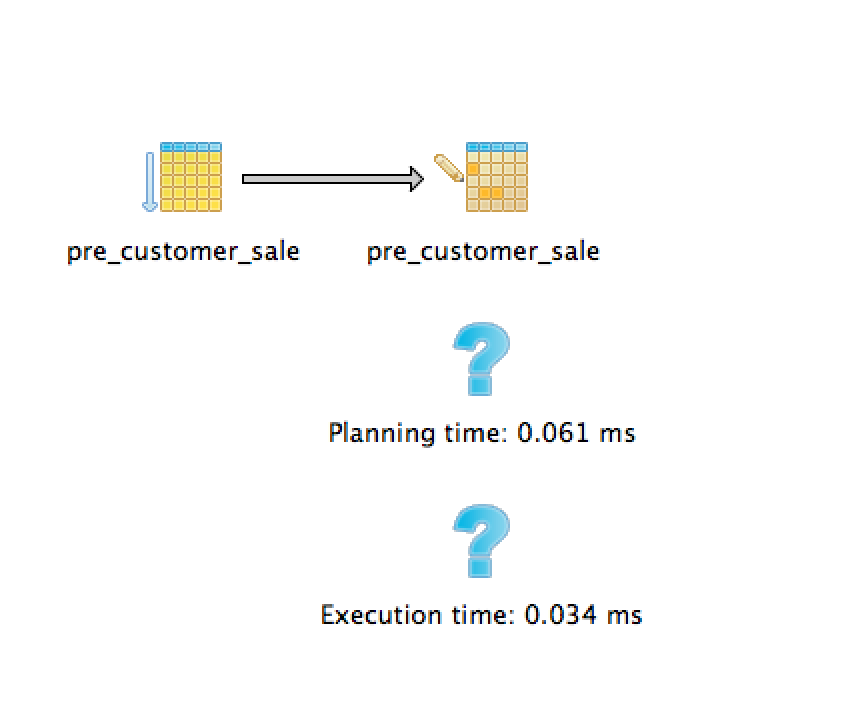 pre_customer_sale
pre_customer_sale
Planning time: 0.061 ms
Execution time: 0.034 ms